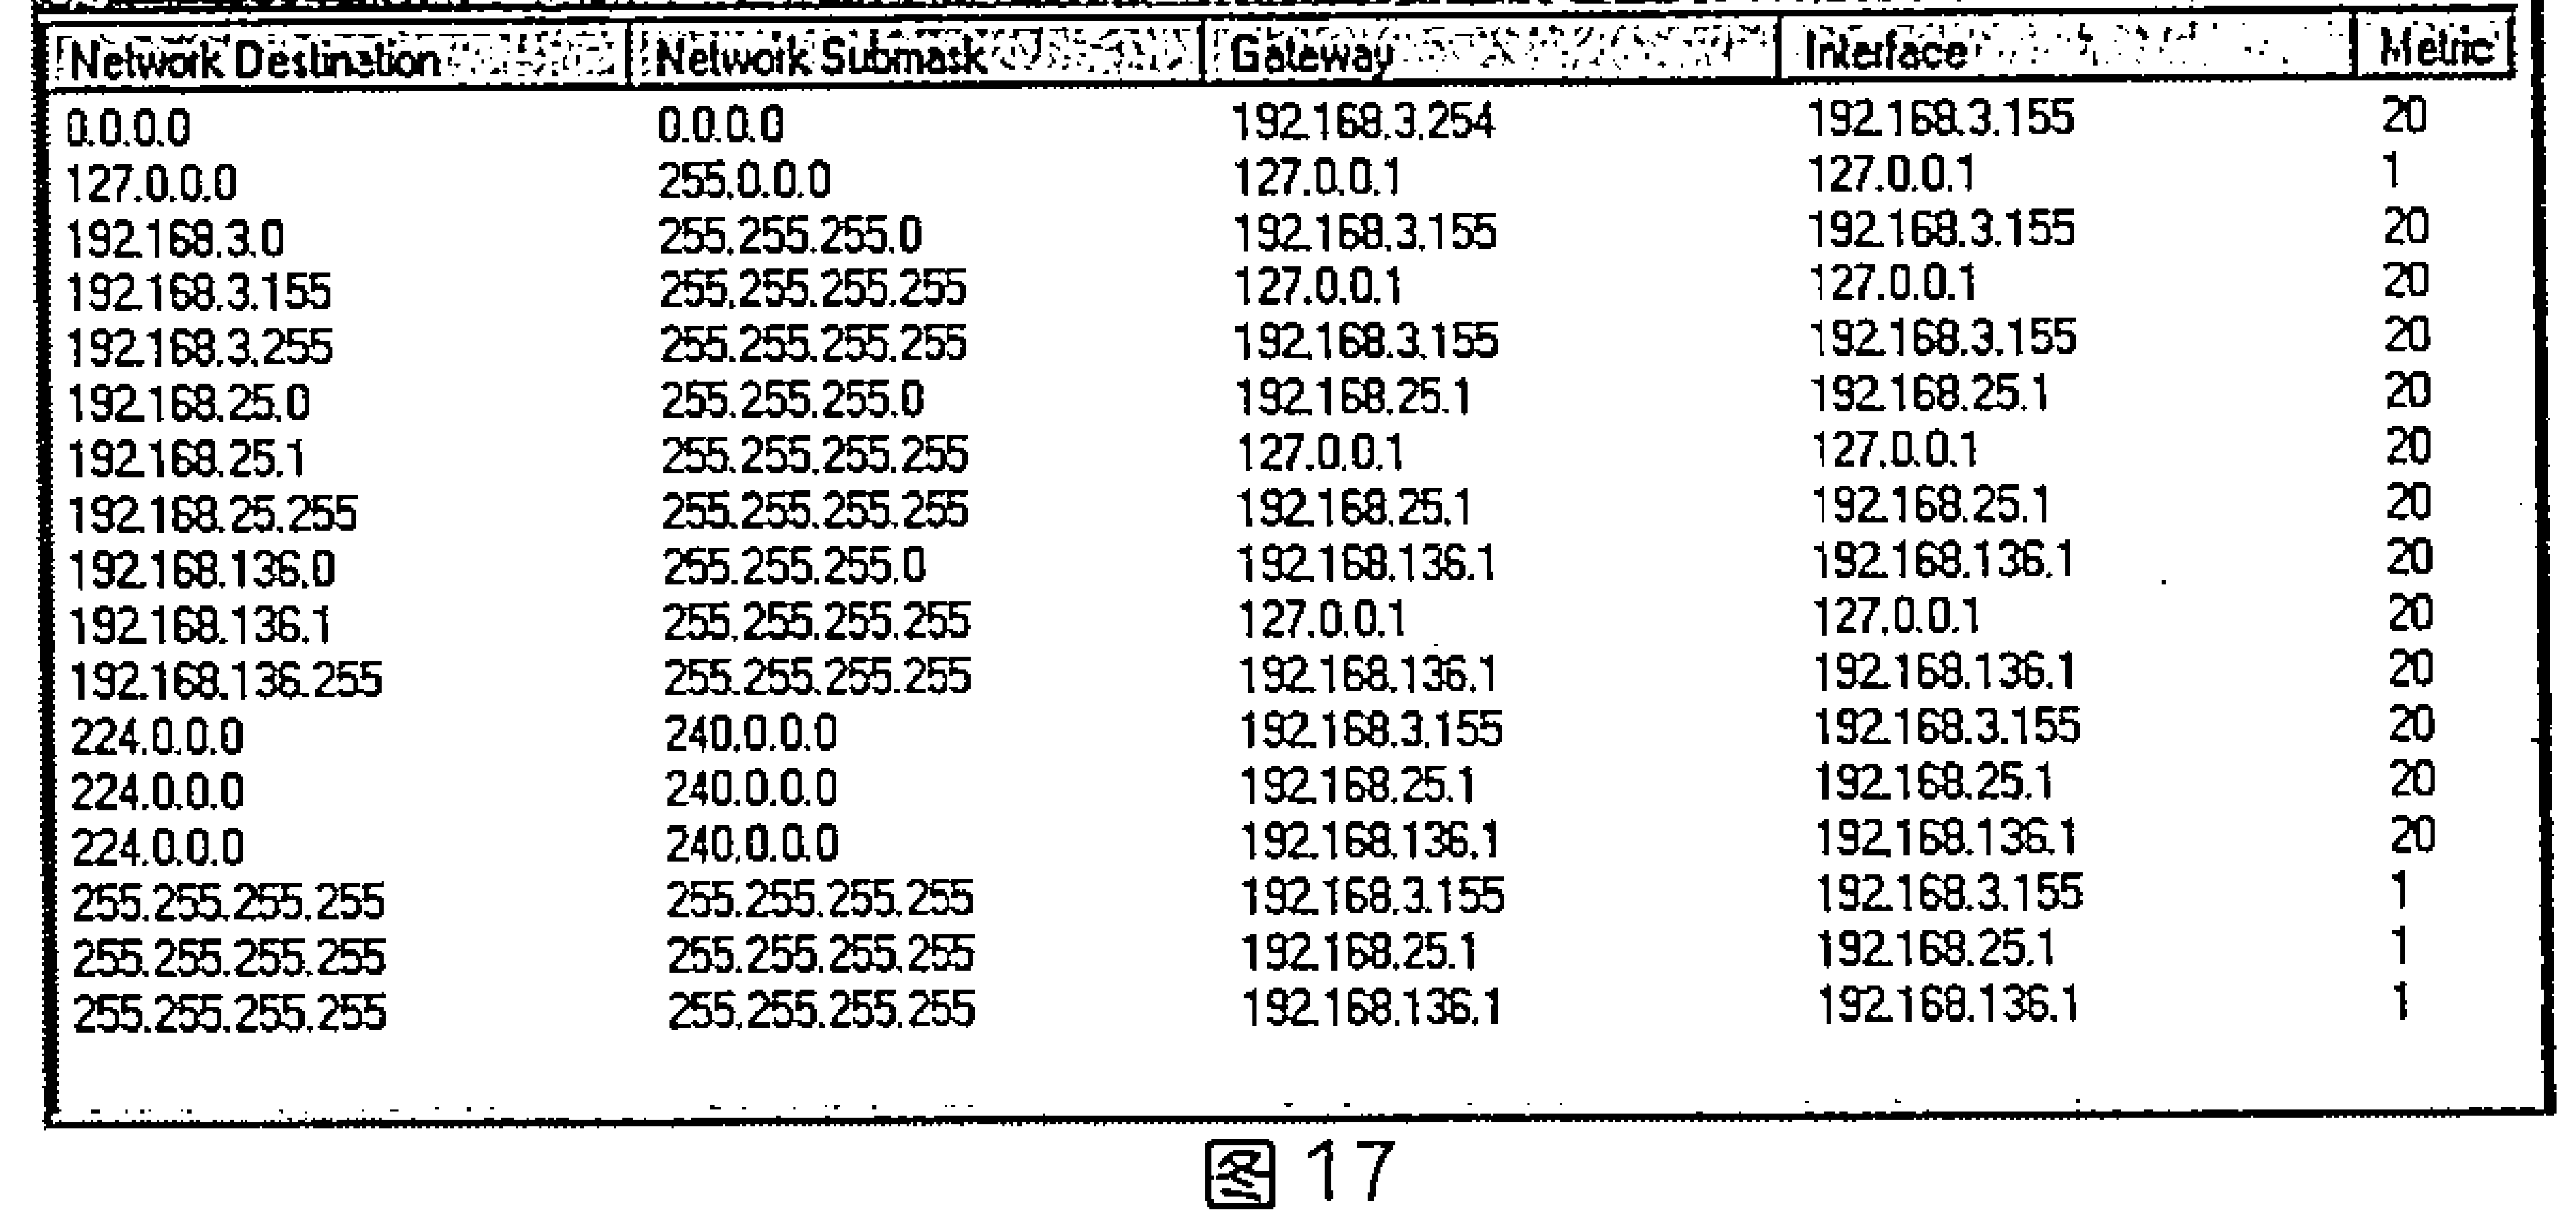 Network Destination Network Submask Gateway Interface Metric
0.0.0.0 0.0.0.0 192.168.3.254 192.168.3.155 20
127.0.0.0 255.0.0.0 127.0.0.1 127.0.0.1 1
192.168.3.0 255.255.255.0 192.168.3.155 192.168.3.155 20
192.168.3.155 255.255.255.255 127.0.0.1 127.0.0.1 20
192.168.3.255 255.255.255.255 192.168.3.155 192.168.3.155 20
192.168.25.0 255.255.255.0 192.168.25.1 192.168.25.1 20
192.168.25.1 255.255.255.255 127.0.0.1 127.0.0.1 20
192.168.25.255 255.255.255.255 192.168.25.1 192.168.25.1 20
192.168.136.0 255.255.255.0 192.168.136.1 192.168.136.1 20
192.168.136.1 255.255.255.255 127.0.0.1 127.0.0.1 20
192.168.136.255 255.255.255.255 192.168.136.1 192.168.136.1 20
224.0.0.0 240.0.0.0 192.168.3.155 192.168.3.155 20
224.0.0.0 240.0.0.0 192.168.25.1 192.168.25.1 20
224.0.0.0 240.0.0.0 192.168.136.1 192.168.136.1 20
255.255.255.255 255.255.255.255 192.168.3.155 192.168.3.155 1
255.255.255.255 255.255.255.255 192.168.25.1 192.168.25.1 1
255.255.255.255 255.255.255.255 192.168.136.1 192.168.136.1 1
图 17